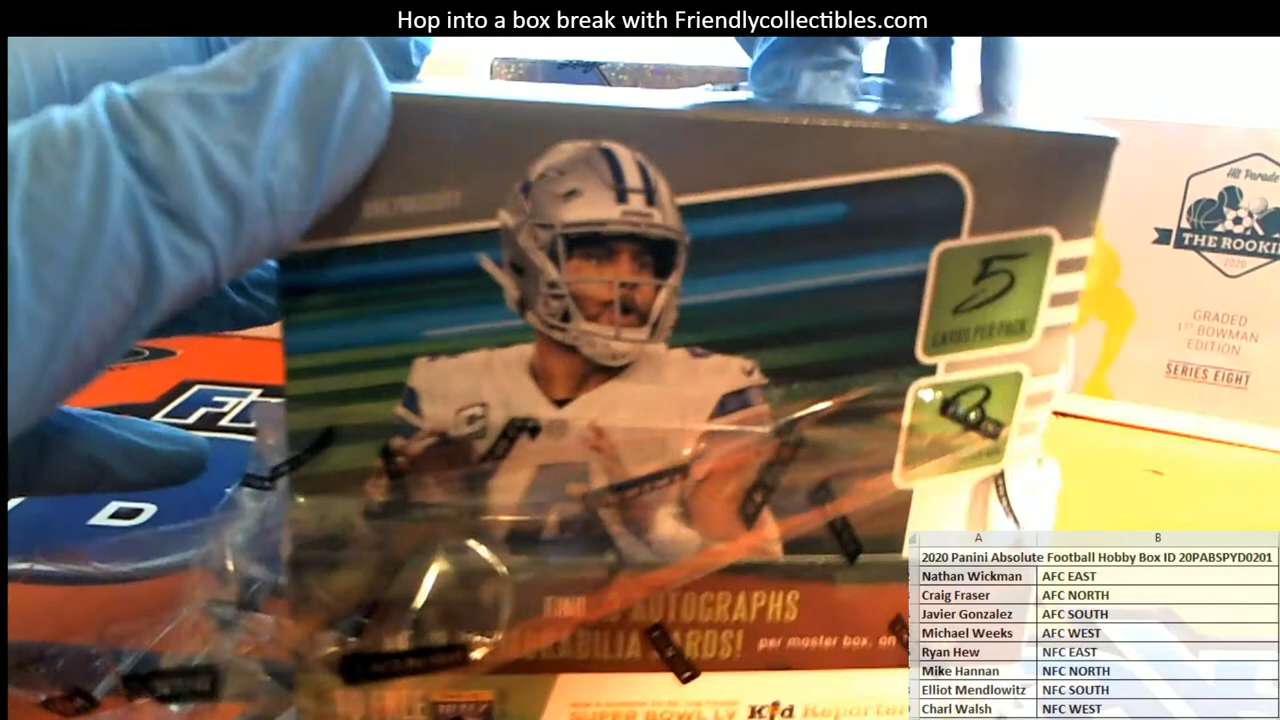 Hop into a box break with Friendlycollectibles.com
5
CARDS PER PACK
Hit Parade
THE ROOKI
2020
GRADED
1ST BOWMAN
EDITION
SERIES EIGHT
D
AUTOGRAPHS
CARDS! per master box, on
SUPER BOWL LV Kid Reporter
A B
2020 Panini Absolute Football Hobby Box ID 20PABSPYD0201
Nathan Wickman AFC EAST
Craig Fraser AFC NORTH
Javier Gonzalez AFC SOUTH
Michael Weeks AFC WEST
Ryan Hew NFC EAST
Mike Hannan NFC NORTH
Elliot Mendlowitz NFC SOUTH
Charl Walsh NFC WEST